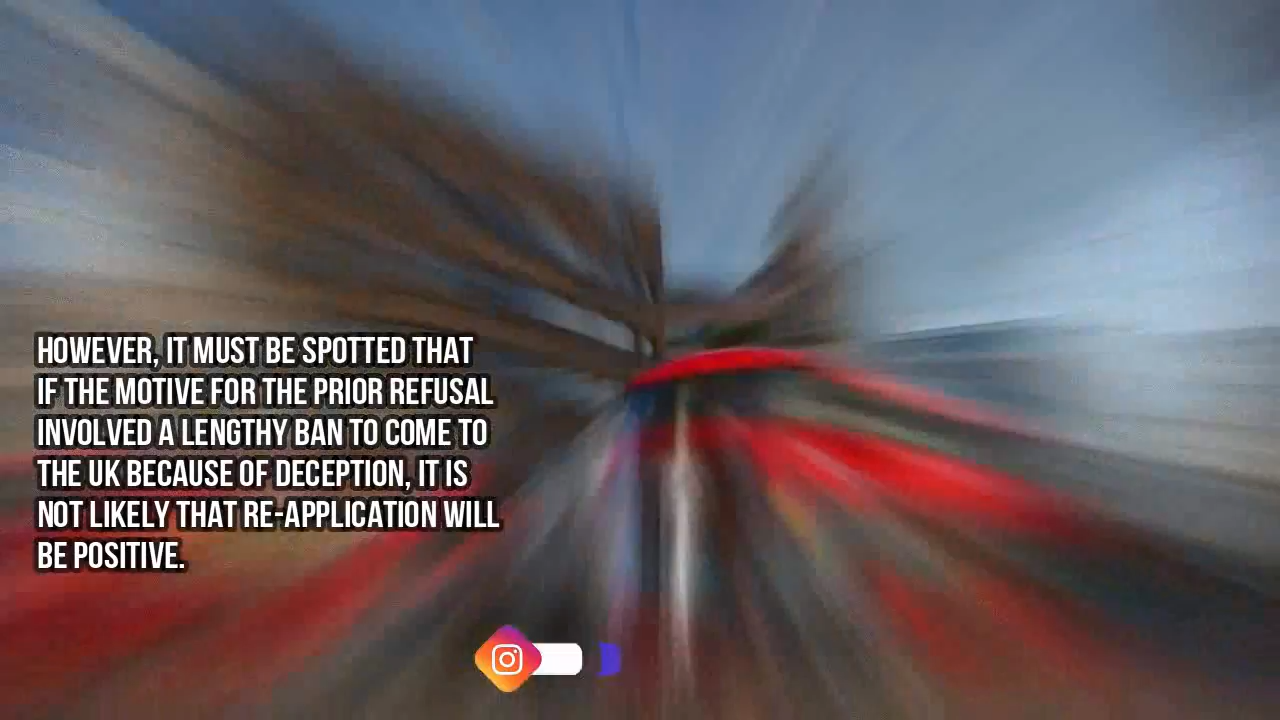 HOWEVER, IT MUST BE SPOTTED THAT
IF THE MOTIVE FOR THE PRIOR REFUSAL
INVOLVED A LENGTHY BAN TO COME TO
THE UK BECAUSE OF DECEPTION, IT IS
NOT LIKELY THAT RE-APPLICATION WILL
BE POSITIVE.